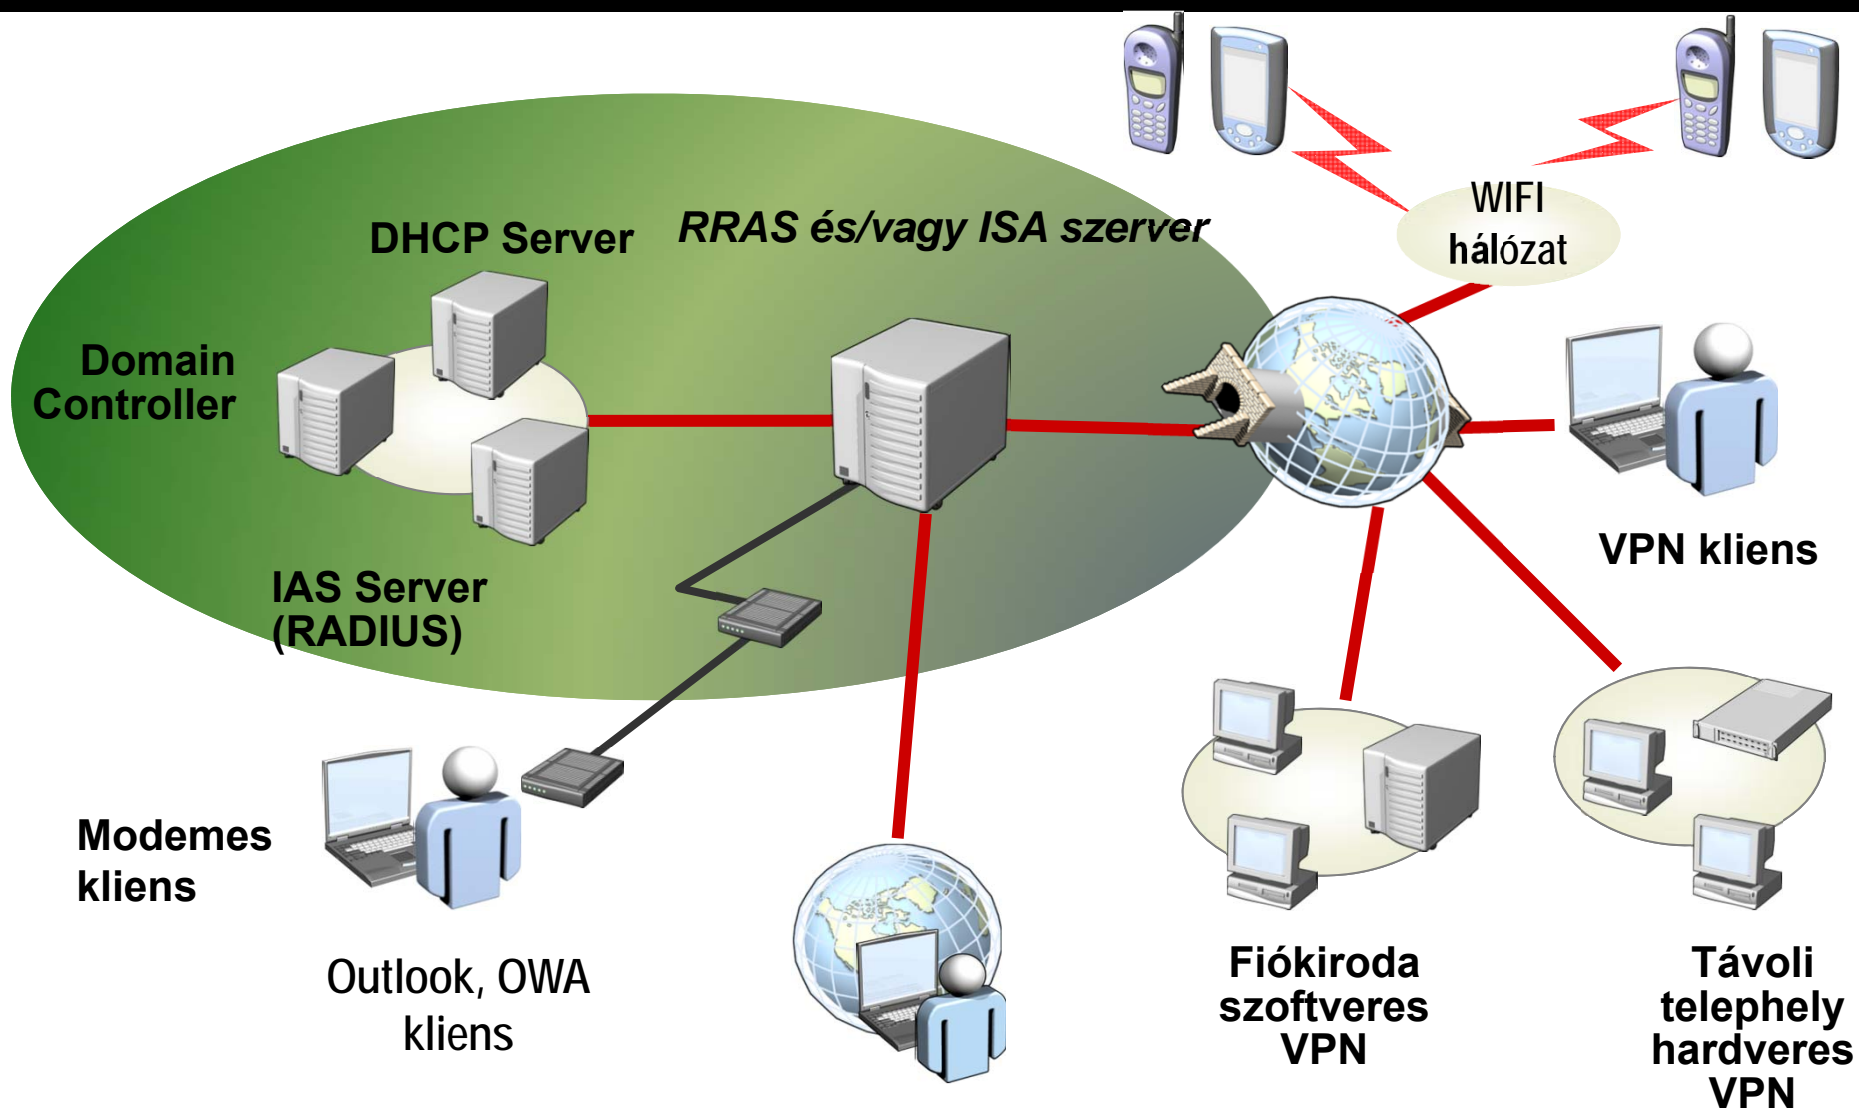 WIFI
hálózat
DHCP Server
RRAS és/vagy ISA szerver
Domain
Controller
IAS Server
(RADIUS)
VPN kliens
Modemes
kliens
Outlook, OWA
kliens
Fiókiroda
szoftveres
VPN
Távoli
telephely
hardveres
VPN